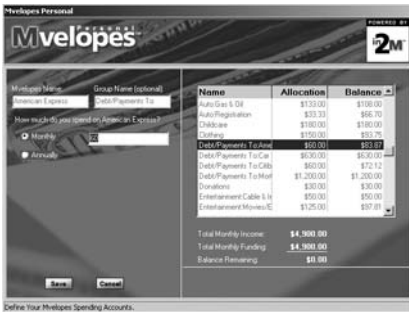 Mvelopes Personal
Personal
Mvelopes
POWERED BY
in2M
Mvelopes Name Group Name (optional)
American Express Debt/Payments To
How much do you spend on American Express?
Monthly 60
Annually
Save Cancel
Name Allocation Balance
Auto:Gas & Oil $133.00 $108.00
Auto:Registration $33.33 $66.70
Childcare $180.00 $180.00
Clothing $150.00 $93.75
Debt/Payments To:Ame $60.00 $83.87
Debt/Payments To:Car $630.00 $630.00
Debt/Payments To:Citib $60.00 $72.12
Debt/Payments To:Mort $1,200.00 $1,200.00
Donations $30.00 $30.00
Entertainment:Cable & In $50.00 $50.00
Entertainment:Movies/E $125.00 $97.81
Total Monthly Income: $4,900.00
Total Monthly Funding: $4,900.00
Balance Remaining: $0.00
Define Your Mvelopes Spending Accounts.